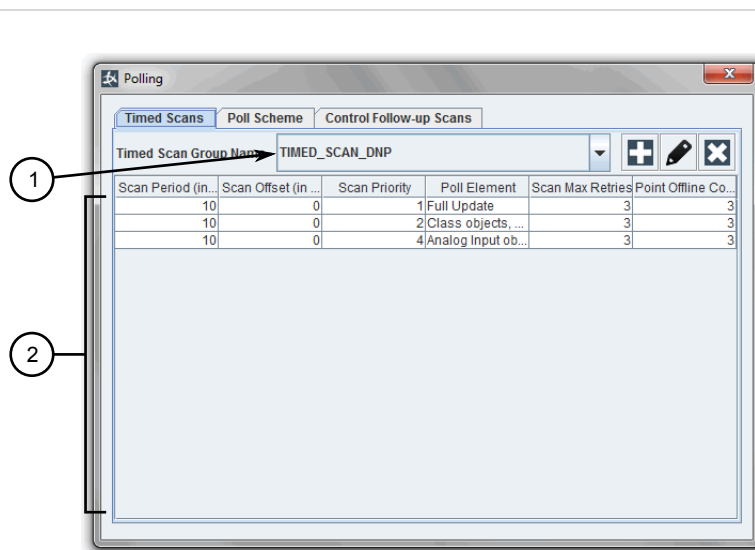 Polling
Timed Scans Poll Scheme Control Follow-up Scans
Timed Scan Group Name TIMED_SCAN_DNP
1
Scan Period (in... Scan Offset (in ... Scan Priority Poll Element Scan Max Retries Point Offline Co...
10 0 1 Full Update 3 3
10 0 2 Class objects, ... 3 3
10 0 4 Analog Input ob... 3 3
2